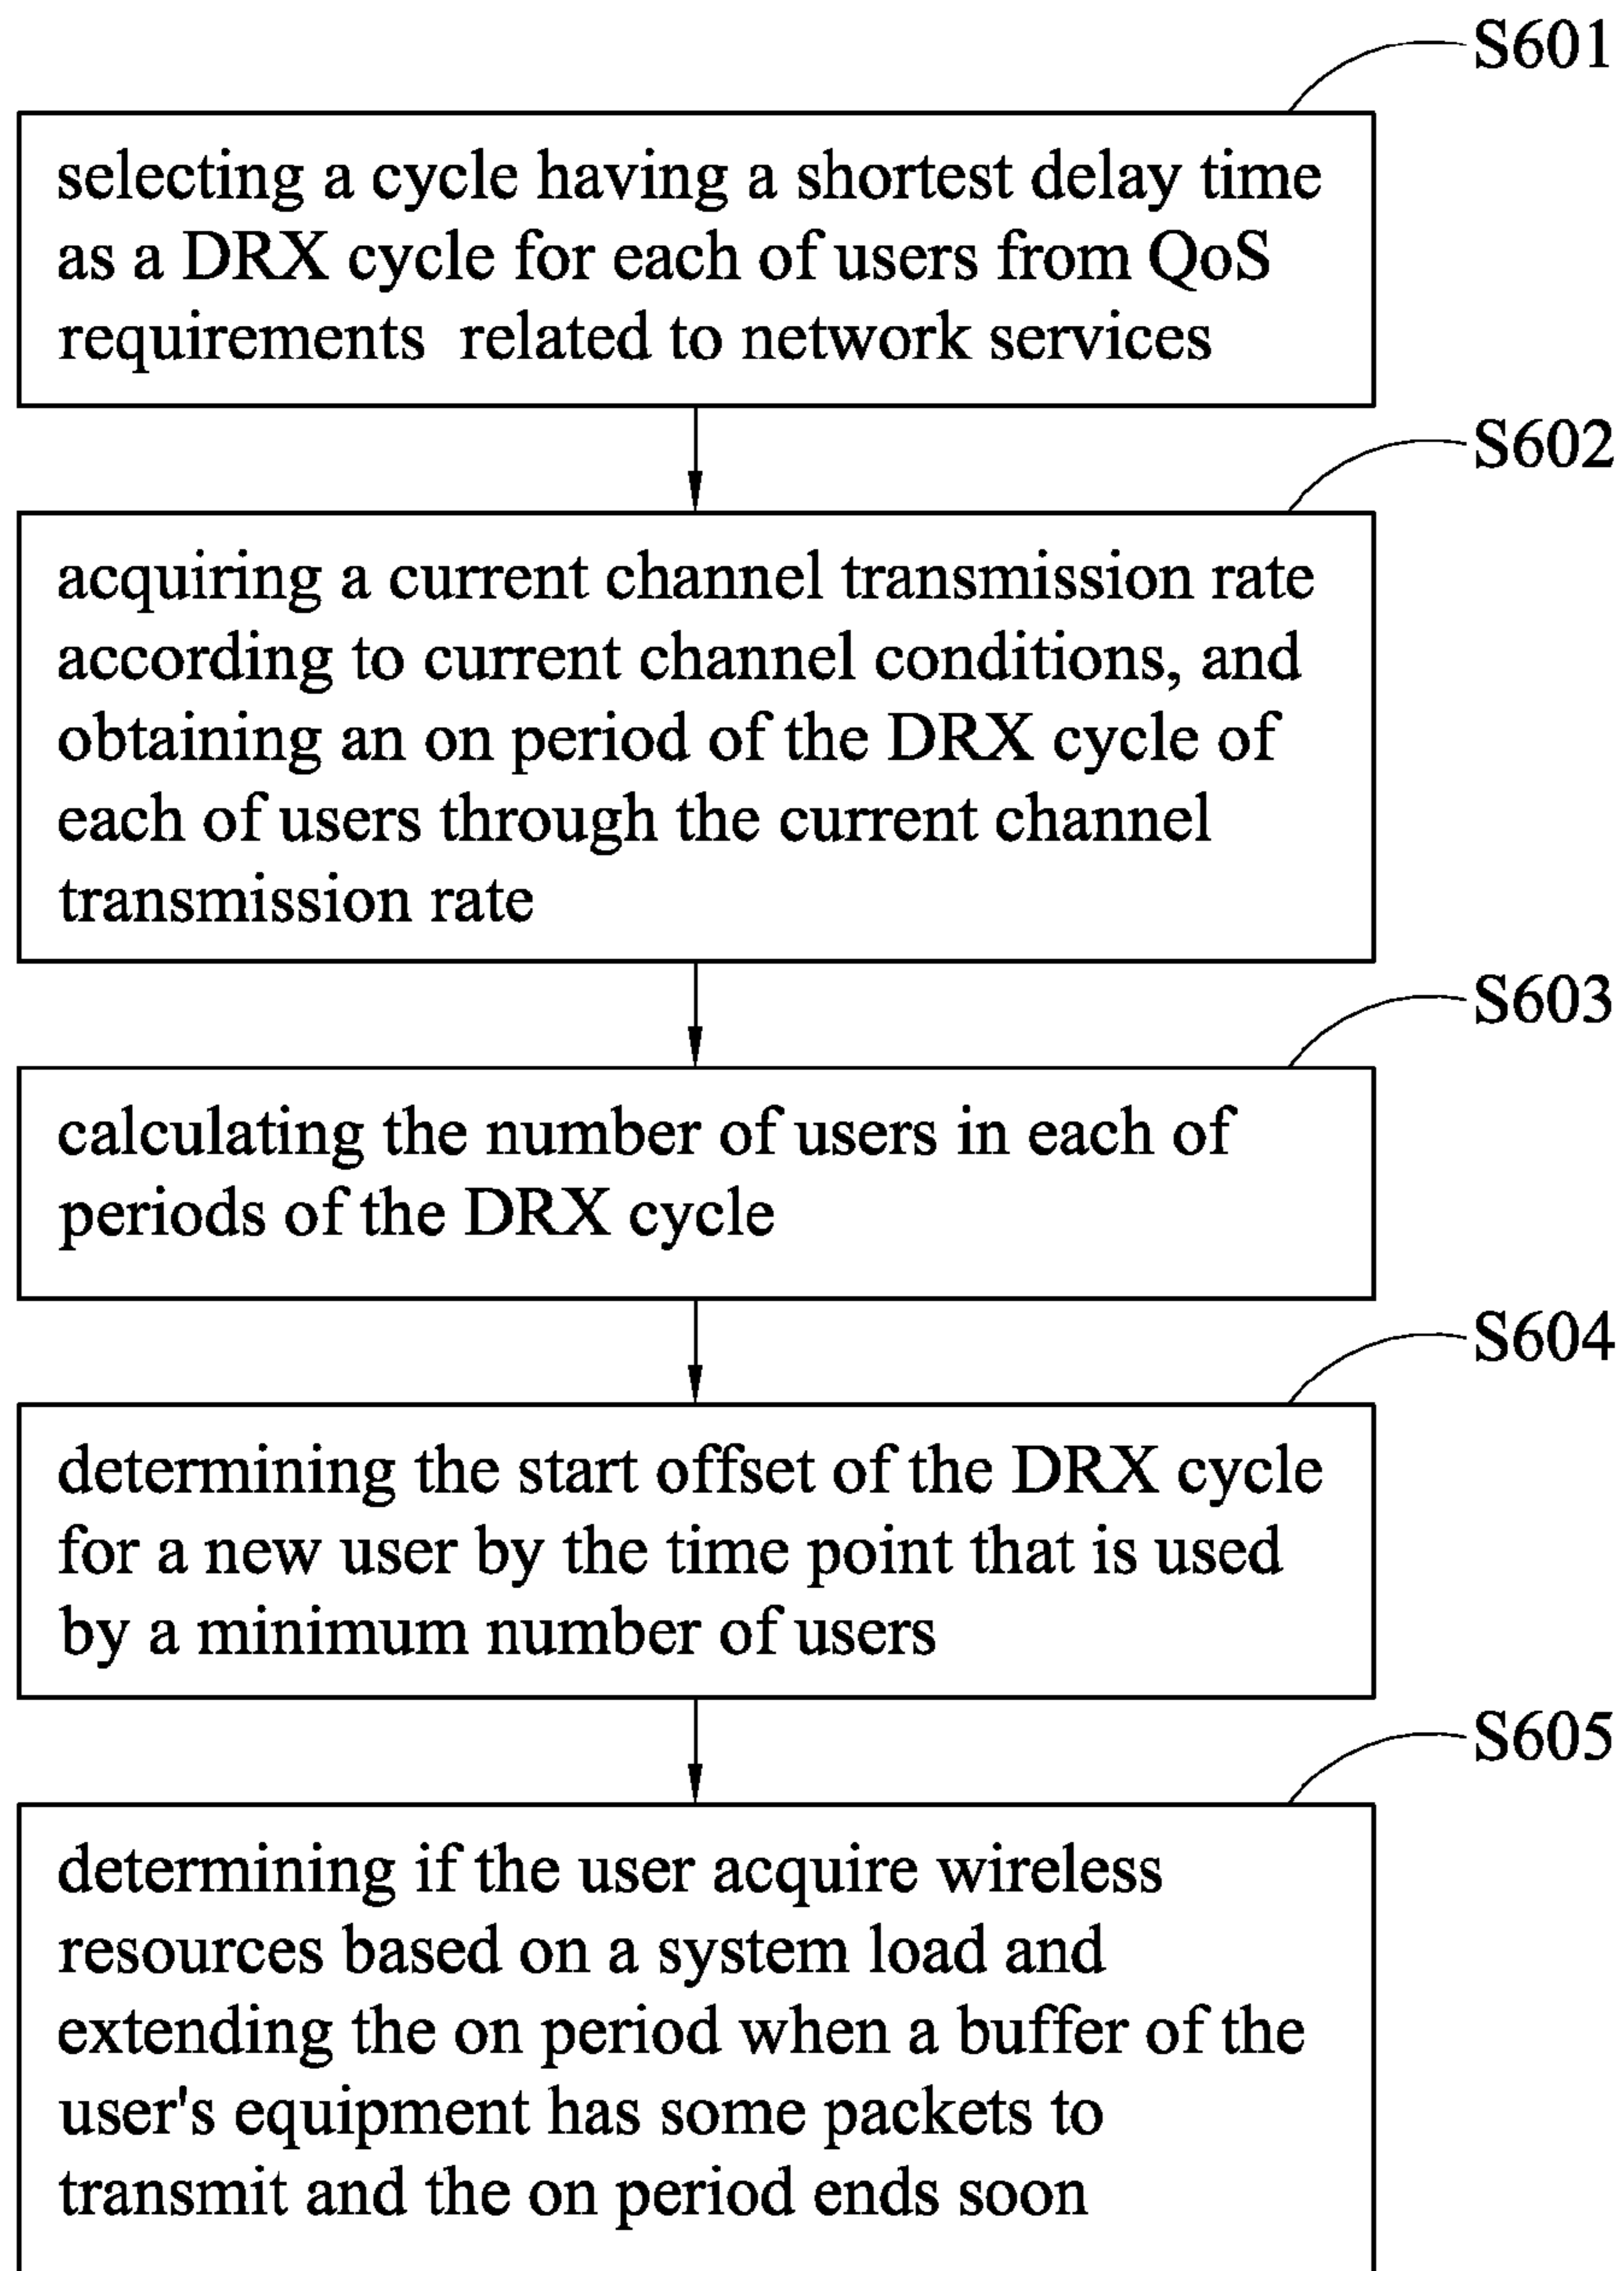 S601
selecting a cycle having a shortest delay time
as a DRX cycle for each of users from QoS
requirements related to network services
S602
acquiring a current channel transmission rate
according to current channel conditions, and
obtaining an on period of the DRX cycle of
each of users through the current channel
transmission rate
S603
calculating the number of users in each of
periods of the DRX cycle
S604
determining the start offset of the DRX cycle
for a new user by the time point that is used
by a minimum number of users
S605
determining if the user acquire wireless
resources based on a system load and
extending the on period when a buffer of the
user's equipment has some packets to
transmit and the on period ends soon